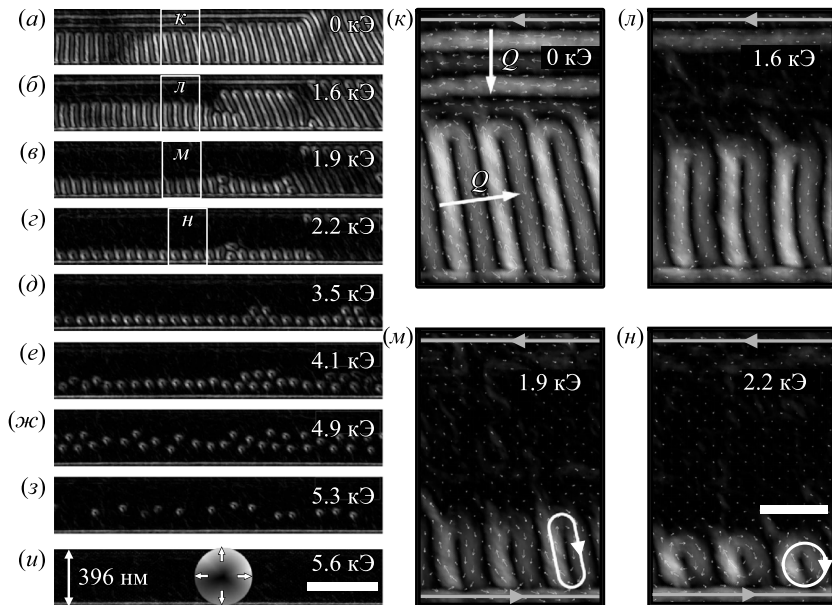 (а) к 0 кЭ
(б) л 1.6 кЭ
(в) м 1.9 кЭ
(г) н 2.2 кЭ
(д) 3.5 кЭ
(е) 4.1 кЭ
(ж) 4.9 кЭ
(з) 5.3 кЭ
(и) 396 нм 5.6 кЭ
(к) Q 0 кЭ
Q
(л) 1.6 кЭ
(м) 1.9 кЭ
(н) 2.2 кЭ